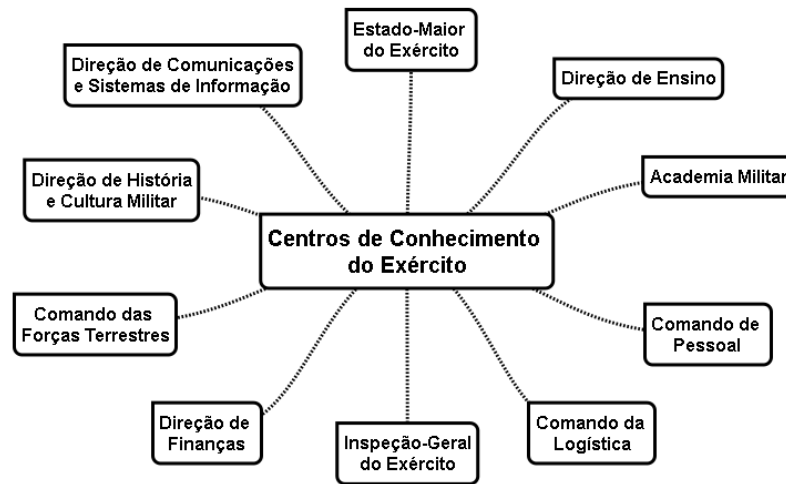 Estado-Maior
do Exército
Direção de Comunicações
e Sistemas de Informação
Direção de Ensino
Direção de História
e Cultura Militar
Academia Militar
Centros de Conhecimento
do Exército
Comando das
Forças Terrestres
Comando de
Pessoal
Direção de
Finanças
Inspeção-Geral
do Exército
Comando da
Logística